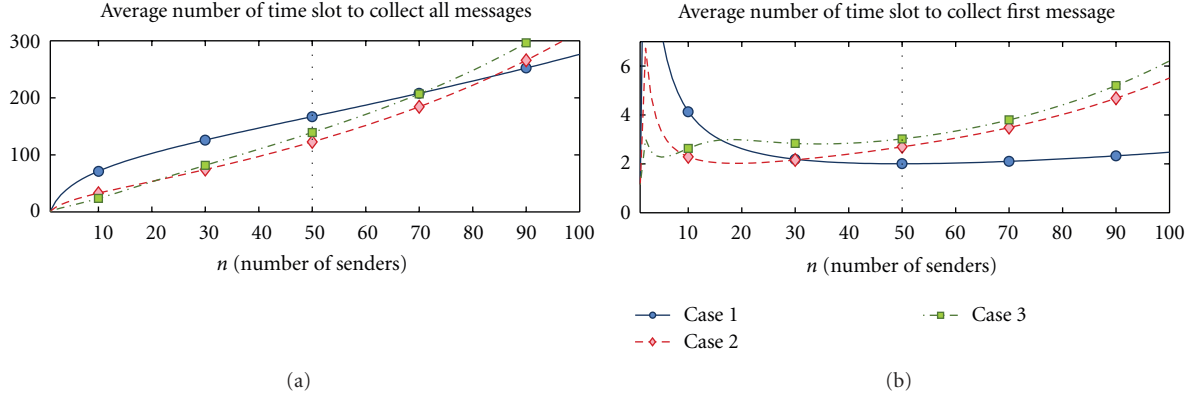 Average number of time slot to collect all messages
300
200
100
0
10 20 30 40 50 60 70 80 90 100
n (number of senders)
(a)
Average number of time slot to collect first message
6
4
2
0
10 20 30 40 50 60 70 80 90 100
n (number of senders)
Case 1
Case 2
Case 3
(b)